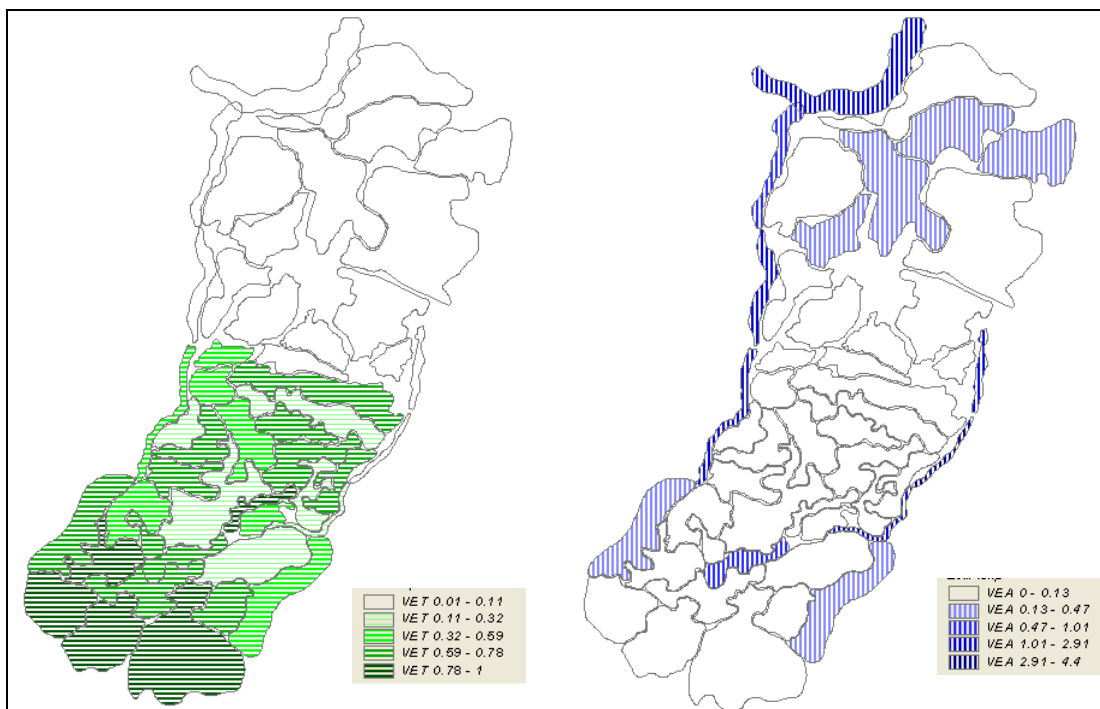 VET 0.01 - 0.11
VET 0.11 - 0.32
VET 0.32 - 0.59
VET 0.59 - 0.78
VET 0.78 - 1
VEA 0 - 0.13
VEA 0.13 - 0.47
VEA 0.47 - 1.01
VEA 1.01 - 2.91
VEA 2.91 - 4.4